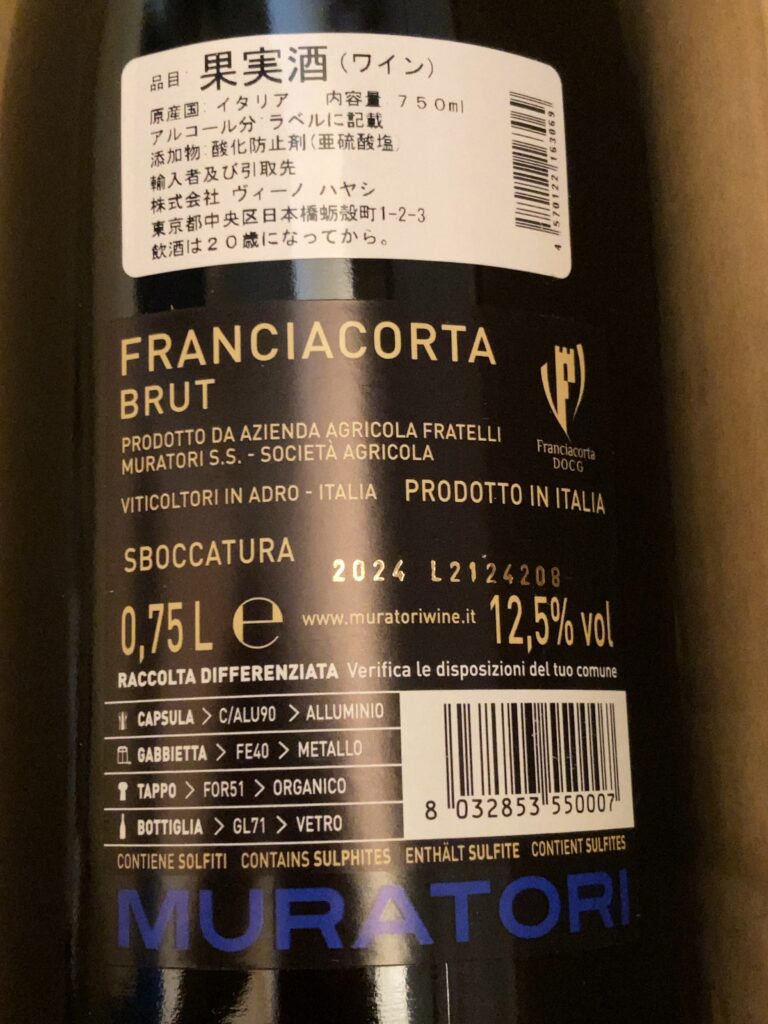 品目: 果実酒(ワイン)
原産国: イタリア 内容量 750ml
アルコール分:ラベルに記載
添加物:酸化防止剤(亜硫酸塩)
輸入者及び引取先
株式会社 ヴィーノ ハヤシ
東京都中央区日本橋蛎殻町1-2-3
飲酒は20歳になってから。
4 570122 163069
FRANCIACORTA
BRUT
PRODOTTO DA AZIENDA AGRICOLA FRATELLI
MURATORI S.S. - SOCIETÀ AGRICOLA
Franciacorta
DOCG
VITICOLTORI IN ADRO - ITALIA PRODOTTO IN ITALIA
SBOCCATURA 2024 L2124208
0,75 L e www.muratoriwine.it 12,5% vol
RACCOLTA DIFFERENZIATA Verifica le disposizioni del tuo comune
CAPSULA > C/ALU90 > ALLUMINIO
GABBIETTA > FE40 > METALLO
TAPPO > FOR51 > ORGANICO
BOTTIGLIA > GL71 > VETRO
8 032853 550007
CONTIENE SOLFITI CONTAINS SULPHITES ENTHÄLT SULFITE CONTIENT SULFITES
MURATORI